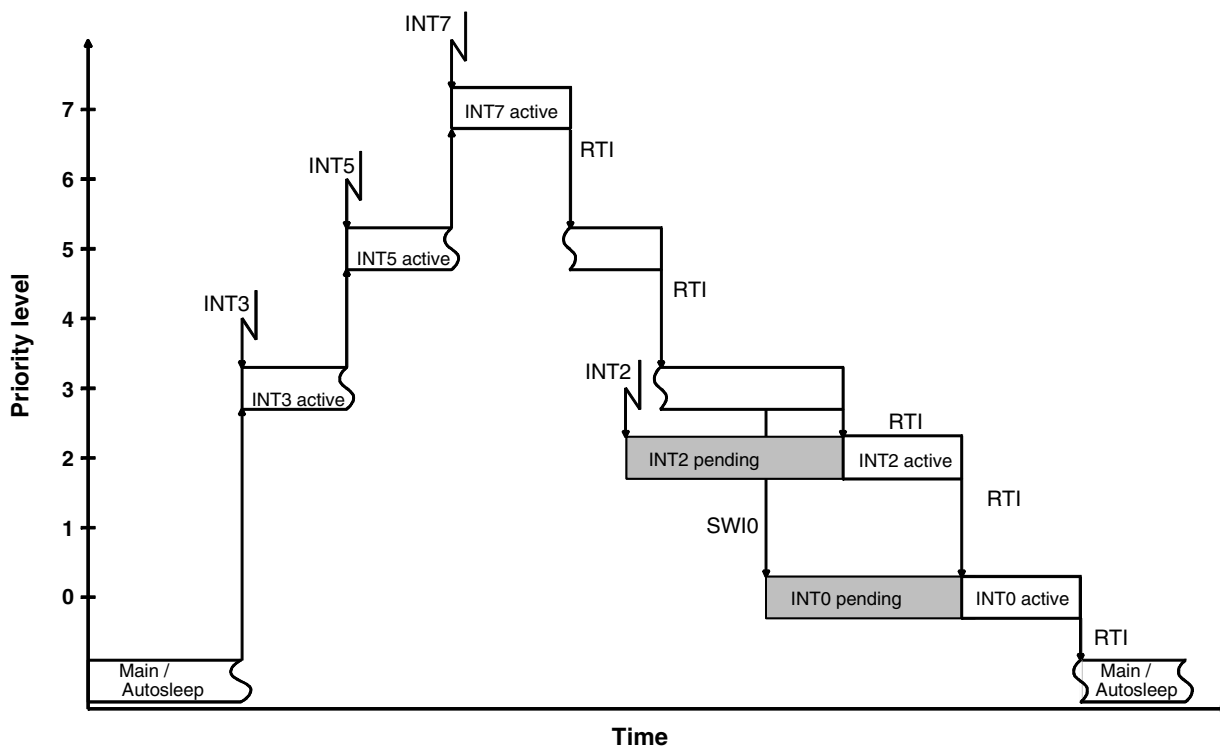 INT7
7
INT7 active
RTI
INT5
6
5
INT5 active
RTI
INT3
4
Priority level
INT2
3
INT3 active
RTI
2
INT2 pending
INT2 active
RTI
1
SWI0
0
INT0 pending
INT0 active
RTI
Main /
Autosleep
Main /
Autosleep
Time